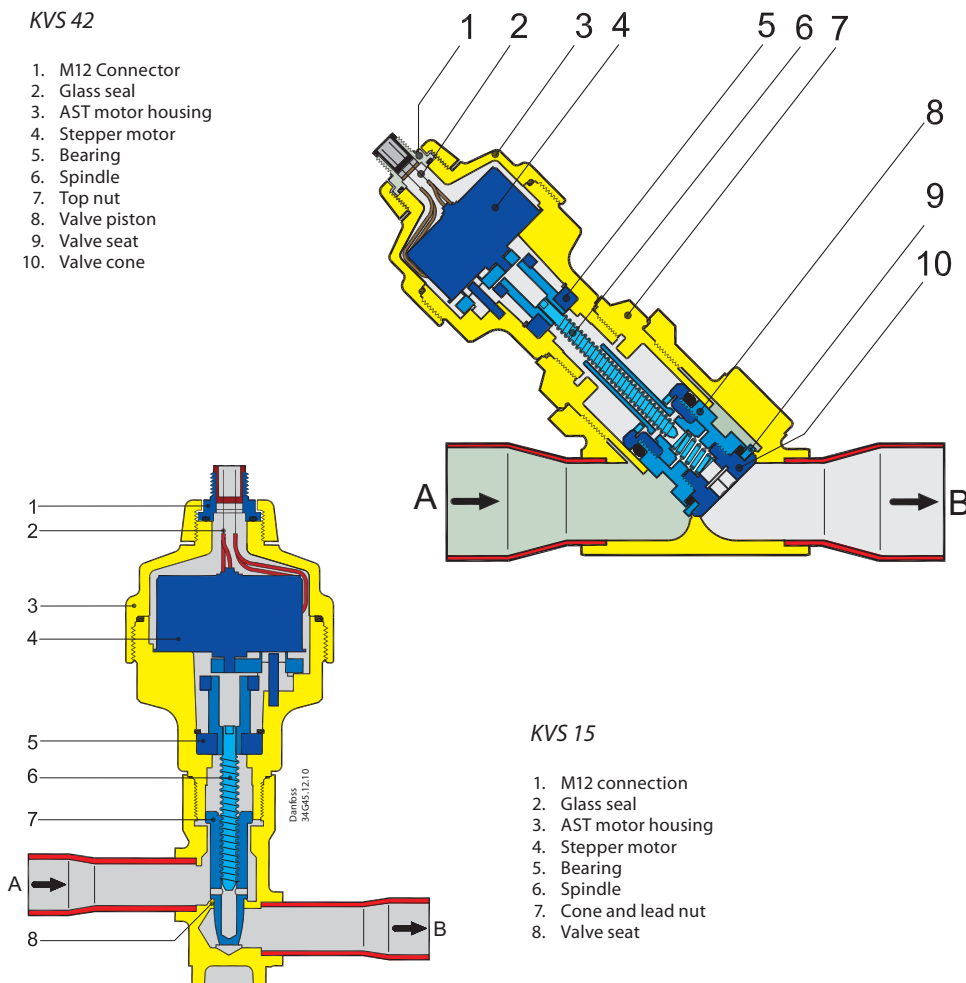 KVS 42
1. M12 Connector
2. Glass seal
3. AST motor housing
4. Stepper motor
5. Bearing
6. Spindle
7. Top nut
8. Valve piston
9. Valve seat
10. Valve cone
1 2 3 4 5 6 7
8
9
10
A
B
1
2
3
4
5
6
7
A
8
B
Danfoss
34G45.12.10
KVS 15
1. M12 connection
2. Glass seal
3. AST motor housing
4. Stepper motor
5. Bearing
6. Spindle
7. Cone and lead nut
8. Valve seat